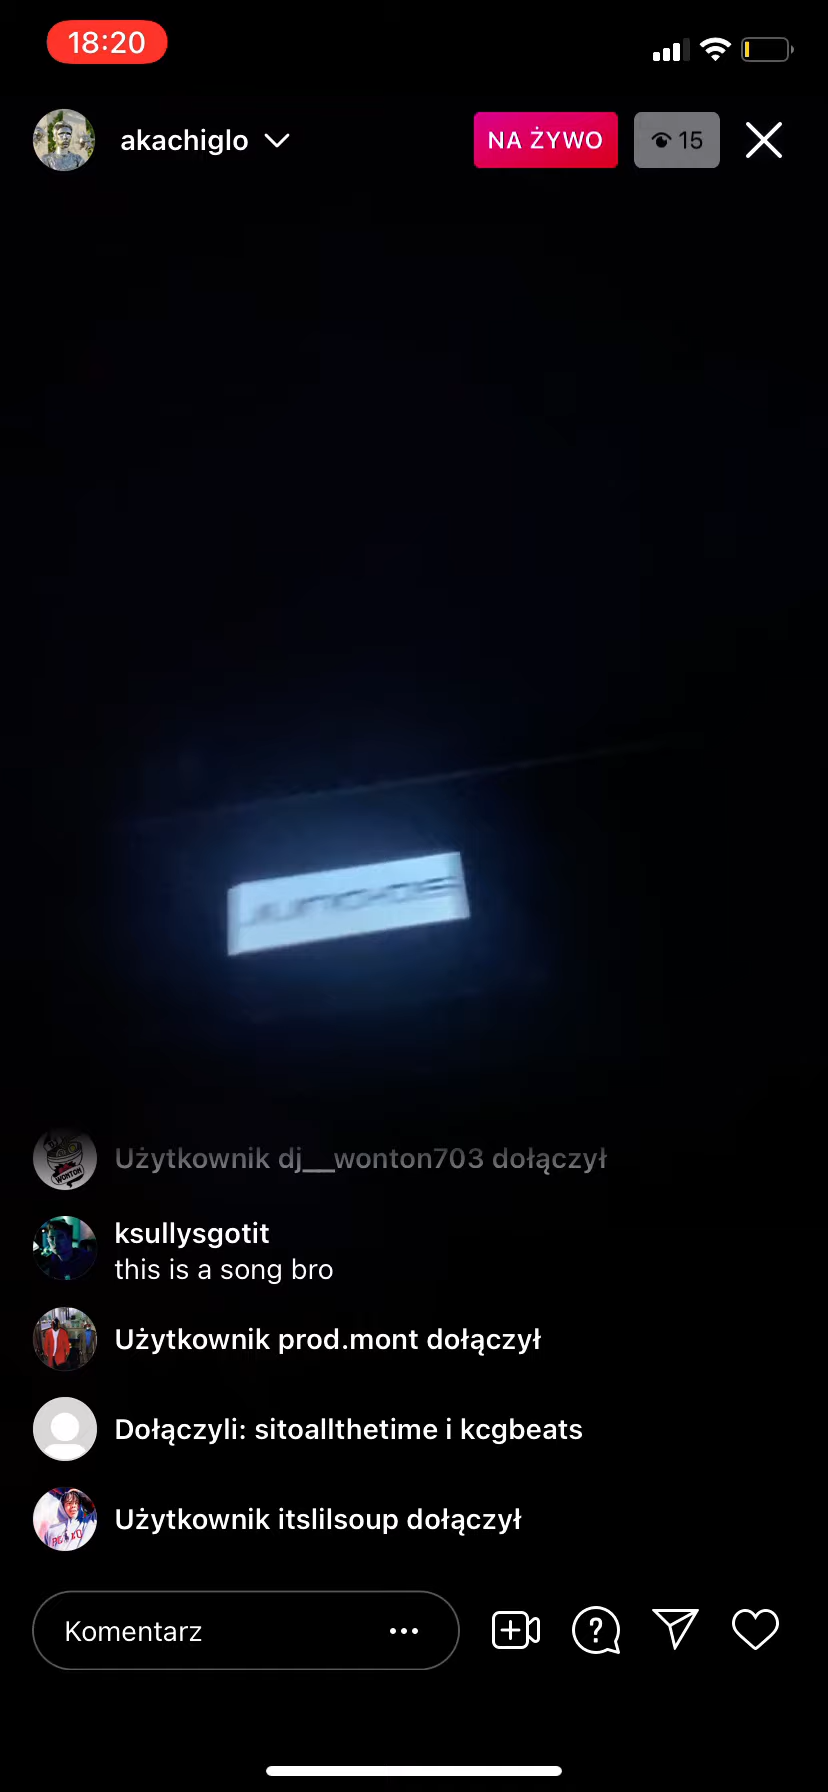 18:20
akachiglo
NA ŻYWO
15
Użytkownik dj__wonton703 dołączył
ksullysgotit
this is a song bro
Użytkownik prod.mont dołączył
Dołączyli: sitoallthetime i kcgbeats
Użytkownik itslilsoup dołączył
Komentarz